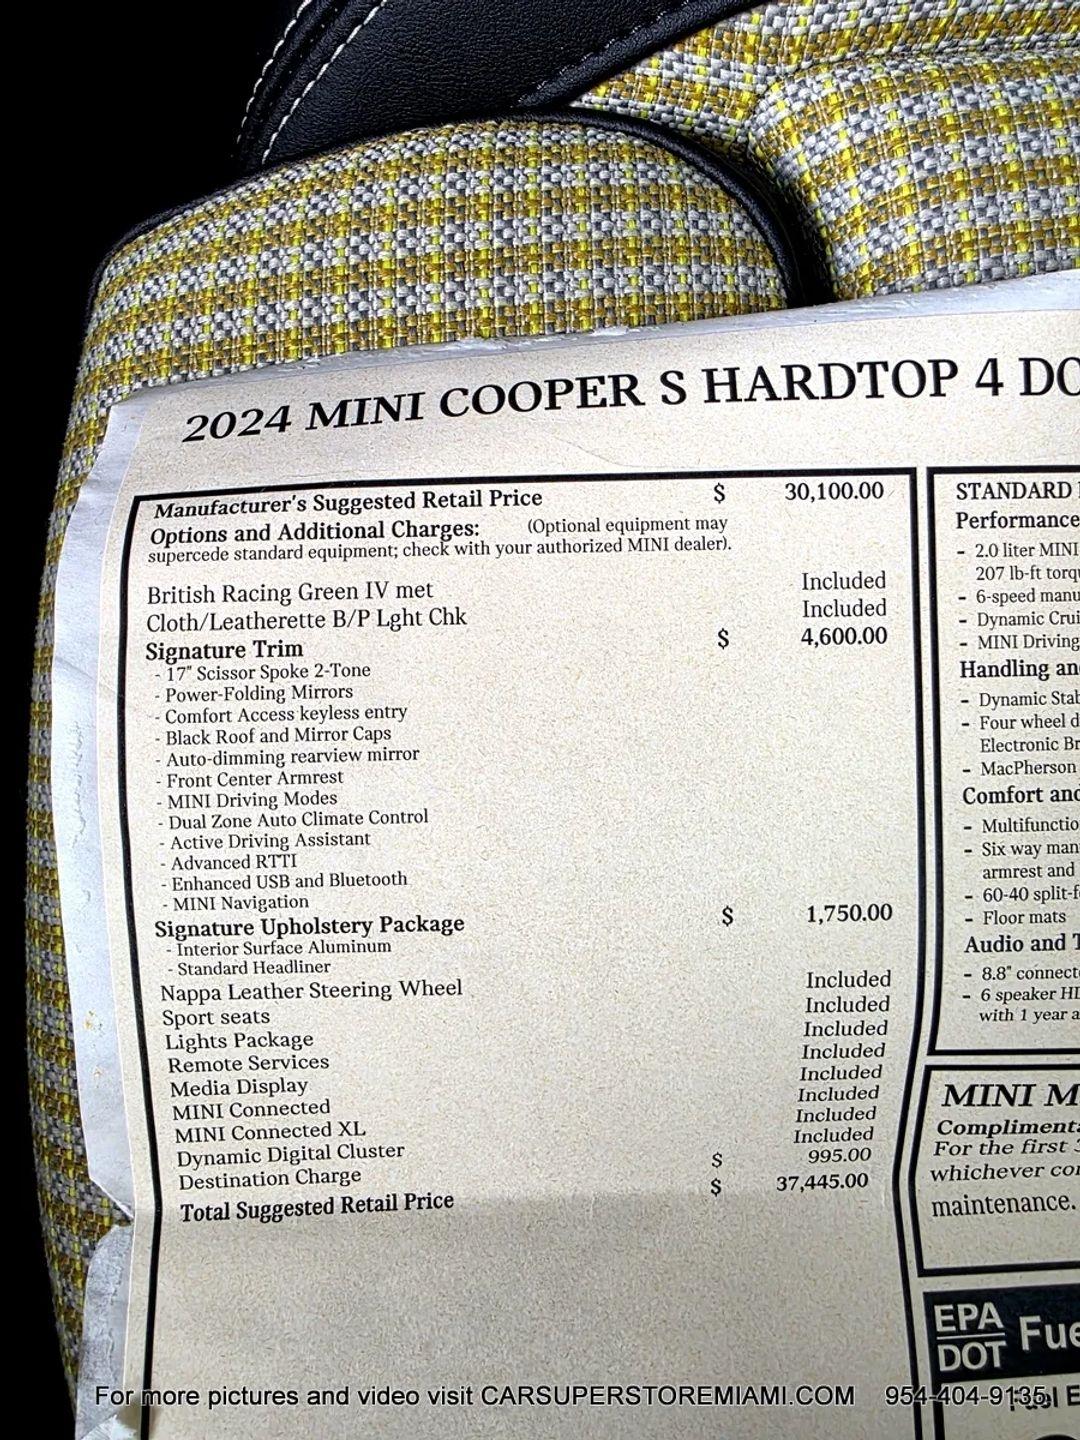 2024 MINI COOPER S HARDTOP 4
Manufacturer's Suggested Retail Price $ 30,100.00
Options and Additional Charges: (Optional equipment may
supercede standard equipment; check with your authorized MINI dealer).
British Racing Green IV met Included
Cloth/Leatherette B/P Lght Chk Included
Signature Trim $ 4,600.00
- 17" Scissor Spoke 2-Tone
- Power-Folding Mirrors
- Comfort Access keyless entry
- Black Roof and Mirror Caps
- Auto-dimming rearview mirror
- Front Center Armrest
- MINI Driving Modes
- Dual Zone Auto Climate Control
- Active Driving Assistant
- Advanced RTTI
- Enhanced USB and Bluetooth
- MINI Navigation
Signature Upholstery Package $ 1,750.00
- Interior Surface Aluminum
- Standard Headliner
Nappa Leather Steering Wheel Included
Sport seats Included
Lights Package Included
Remote Services Included
Media Display Included
MINI Connected Included
MINI Connected XL Included
Dynamic Digital Cluster Included
Destination Charge $ 995.00
Total Suggested Retail Price $ 37,445.00
STANDARD
Performance
- 2.0 liter MINI
207 lb-ft torq
- 6-speed manu
- Dynamic Crui
- MINI Driving
Handling an
- Dynamic Stab
- Four wheel d
Electronic Br
- MacPherson
Comfort and
- Multifunctio
- Six way man
armrest and
- 60-40 split-f
- Floor mats
Audio and T
- 8.8" connect
- 6 speaker HD
with 1 year a
MINI M
Complimenta
For the first 3
whichever co
maintenance.
EPA
DOT
Fue
Fuel E
For more pictures and video visit CARSUPERSTOREMIAMI.COM 954-404-9135